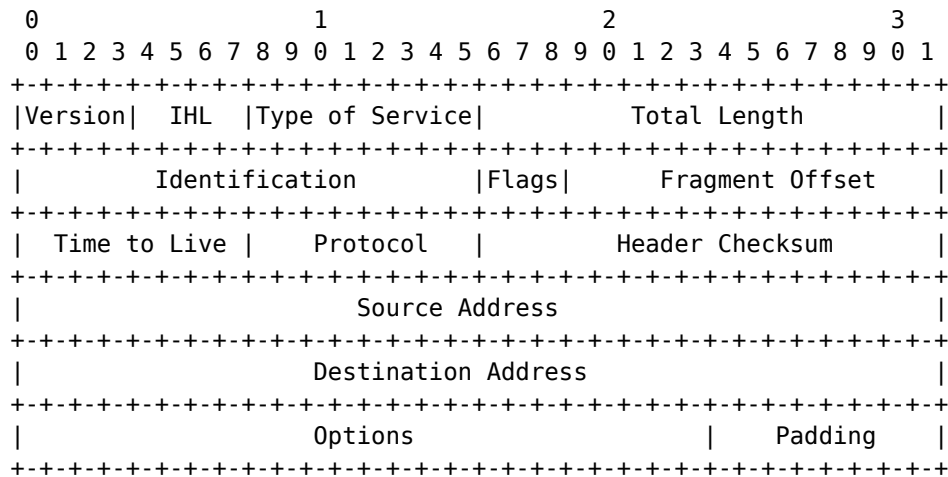 0                   1                   2                   3
 0 1 2 3 4 5 6 7 8 9 0 1 2 3 4 5 6 7 8 9 0 1 2 3 4 5 6 7 8 9 0 1
+-+-+-+-+-+-+-+-+-+-+-+-+-+-+-+-+-+-+-+-+-+-+-+-+-+-+-+-+-+-+-+-+
|Version|  IHL  |Type of Service|          Total Length         |
+-+-+-+-+-+-+-+-+-+-+-+-+-+-+-+-+-+-+-+-+-+-+-+-+-+-+-+-+-+-+-+-+
|         Identification        |Flags|      Fragment Offset    |
+-+-+-+-+-+-+-+-+-+-+-+-+-+-+-+-+-+-+-+-+-+-+-+-+-+-+-+-+-+-+-+-+
|  Time to Live |    Protocol   |         Header Checksum       |
+-+-+-+-+-+-+-+-+-+-+-+-+-+-+-+-+-+-+-+-+-+-+-+-+-+-+-+-+-+-+-+-+
|                       Source Address                          |
+-+-+-+-+-+-+-+-+-+-+-+-+-+-+-+-+-+-+-+-+-+-+-+-+-+-+-+-+-+-+-+-+
|                    Destination Address                        |
+-+-+-+-+-+-+-+-+-+-+-+-+-+-+-+-+-+-+-+-+-+-+-+-+-+-+-+-+-+-+-+-+
|                    Options                    |    Padding    |
+-+-+-+-+-+-+-+-+-+-+-+-+-+-+-+-+-+-+-+-+-+-+-+-+-+-+-+-+-+-+-+-+